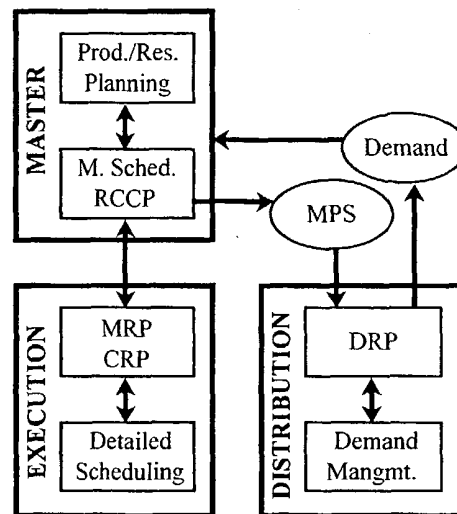 MASTER
Prod./Res.
Planning
M. Sched.
RCCP
Demand
MPS
EXECUTION
MRP
CRP
Detailed
Scheduling
DISTRIBUTION
DRP
Demand
Mangmt.